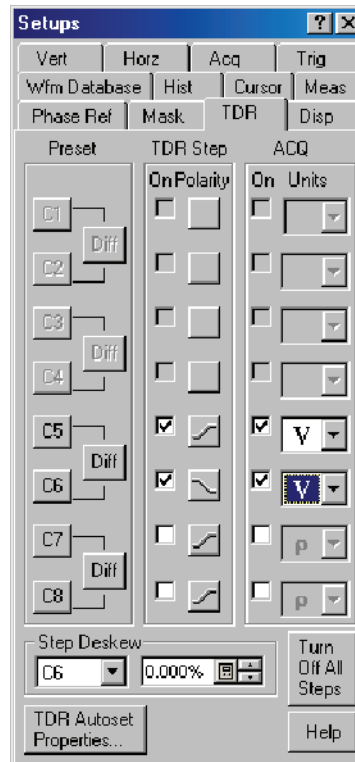 Setups
Vert Horz Acq Trig
Wfm Database Hist Cursor Meas
Phase Ref Mask TDR Disp
Preset TDR Step ACQ
On Polarity On Units
C1
Diff
C2
C3
Diff
C4
C5 V
Diff
C6 V
C7 ρ
Diff
C8 ρ
Step Deskew
C6 0.000%
Turn
Off All
Steps
TDR Autoset
Properties...
Help